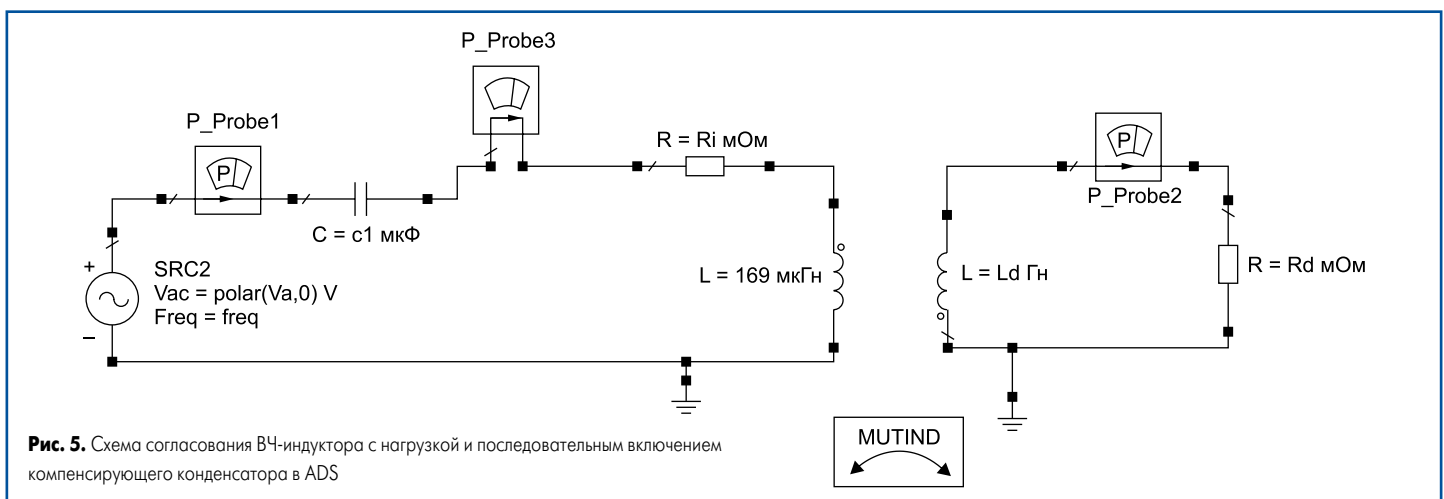 P_Probe3
P_Probe1
P
C = c1 мкФ
R = Ri мОм
P
P_Probe2
+
SRC2
Vac = polar(Va,0) V
Freq = freq
–
L = 169 мкГн
L = Ld Гн
R = Rd мОм
MUTIND
Рис. 5. Схема согласования ВЧ-индуктора с нагрузкой и последовательным включением
компенсирующего конденсатора в ADS